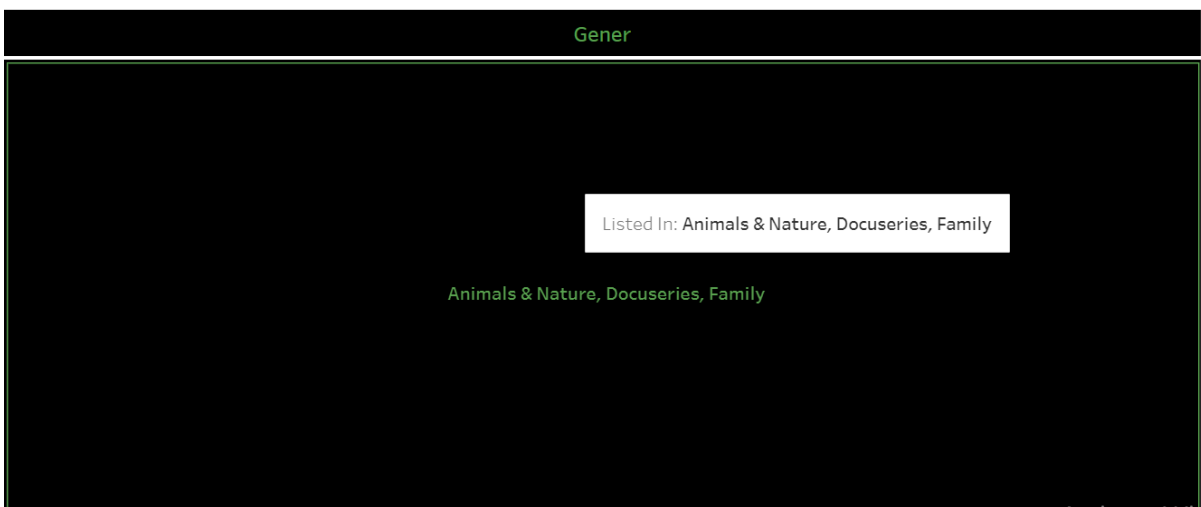 Gener
Listed In: Animals & Nature, Docuseries, Family
Animals & Nature, Docuseries, Family